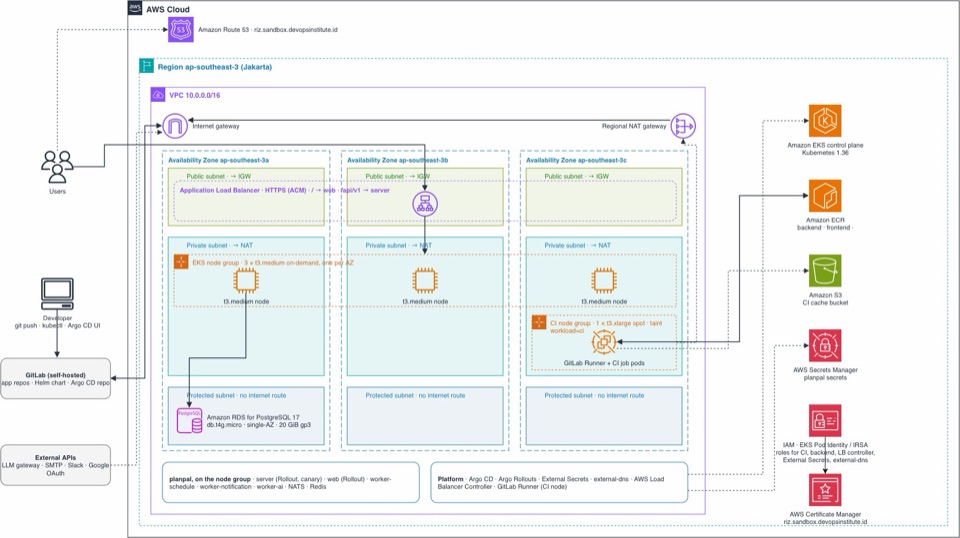 aws
AWS Cloud
53
Amazon Route 53 · riz.sandbox.devopsinstitute.id
Region ap-southeast-3 (Jakarta)
VPC 10.0.0.0/16
Internet gateway
Regional NAT gateway
Users
Availability Zone ap-southeast-3a
Availability Zone ap-southeast-3b
Availability Zone ap-southeast-3c
Public subnet · → IGW
Public subnet · → IGW
Public subnet · → IGW
Application Load Balancer · HTTPS (ACM) · / → web · /api/v1 → server
Private subnet · → NAT
Private subnet · → NAT
Private subnet · → NAT
EKS node group · 3 × t3.medium on-demand, one per AZ
t3.medium node
t3.medium node
t3.medium node
CI node group · 1 × t3.xlarge spot · taint
workload=ci
GitLab Runner + CI job pods
Protected subnet · no internet route
Protected subnet · no internet route
Protected subnet · no internet route
PostgreSQL
Amazon RDS for PostgreSQL 17
db.t4g.micro · single-AZ · 20 GiB gp3
planpal, on the node group · server (Rollout, canary) · web (Rollout) · worker-
schedule · worker-notification · worker-ai · NATS · Redis
Platform · Argo CD · Argo Rollouts · External Secrets · external-dns · AWS Load
Balancer Controller · GitLab Runner (CI node)
Developer
git push · kubectl · Argo CD UI
GitLab (self-hosted)
app repos · Helm chart · Argo CD repo
External APIs
LLM gateway · SMTP · Slack · Google
OAuth
Amazon EKS control plane
Kubernetes 1.36
Amazon ECR
backend · frontend ·
Amazon S3
CI cache bucket
AWS Secrets Manager
planpal secrets
IAM · EKS Pod Identity / IRSA
roles for CI, backend, LB controller,
External Secrets, external-dns
AWS Certificate Manager
riz.sandbox.devopsinstitute.id